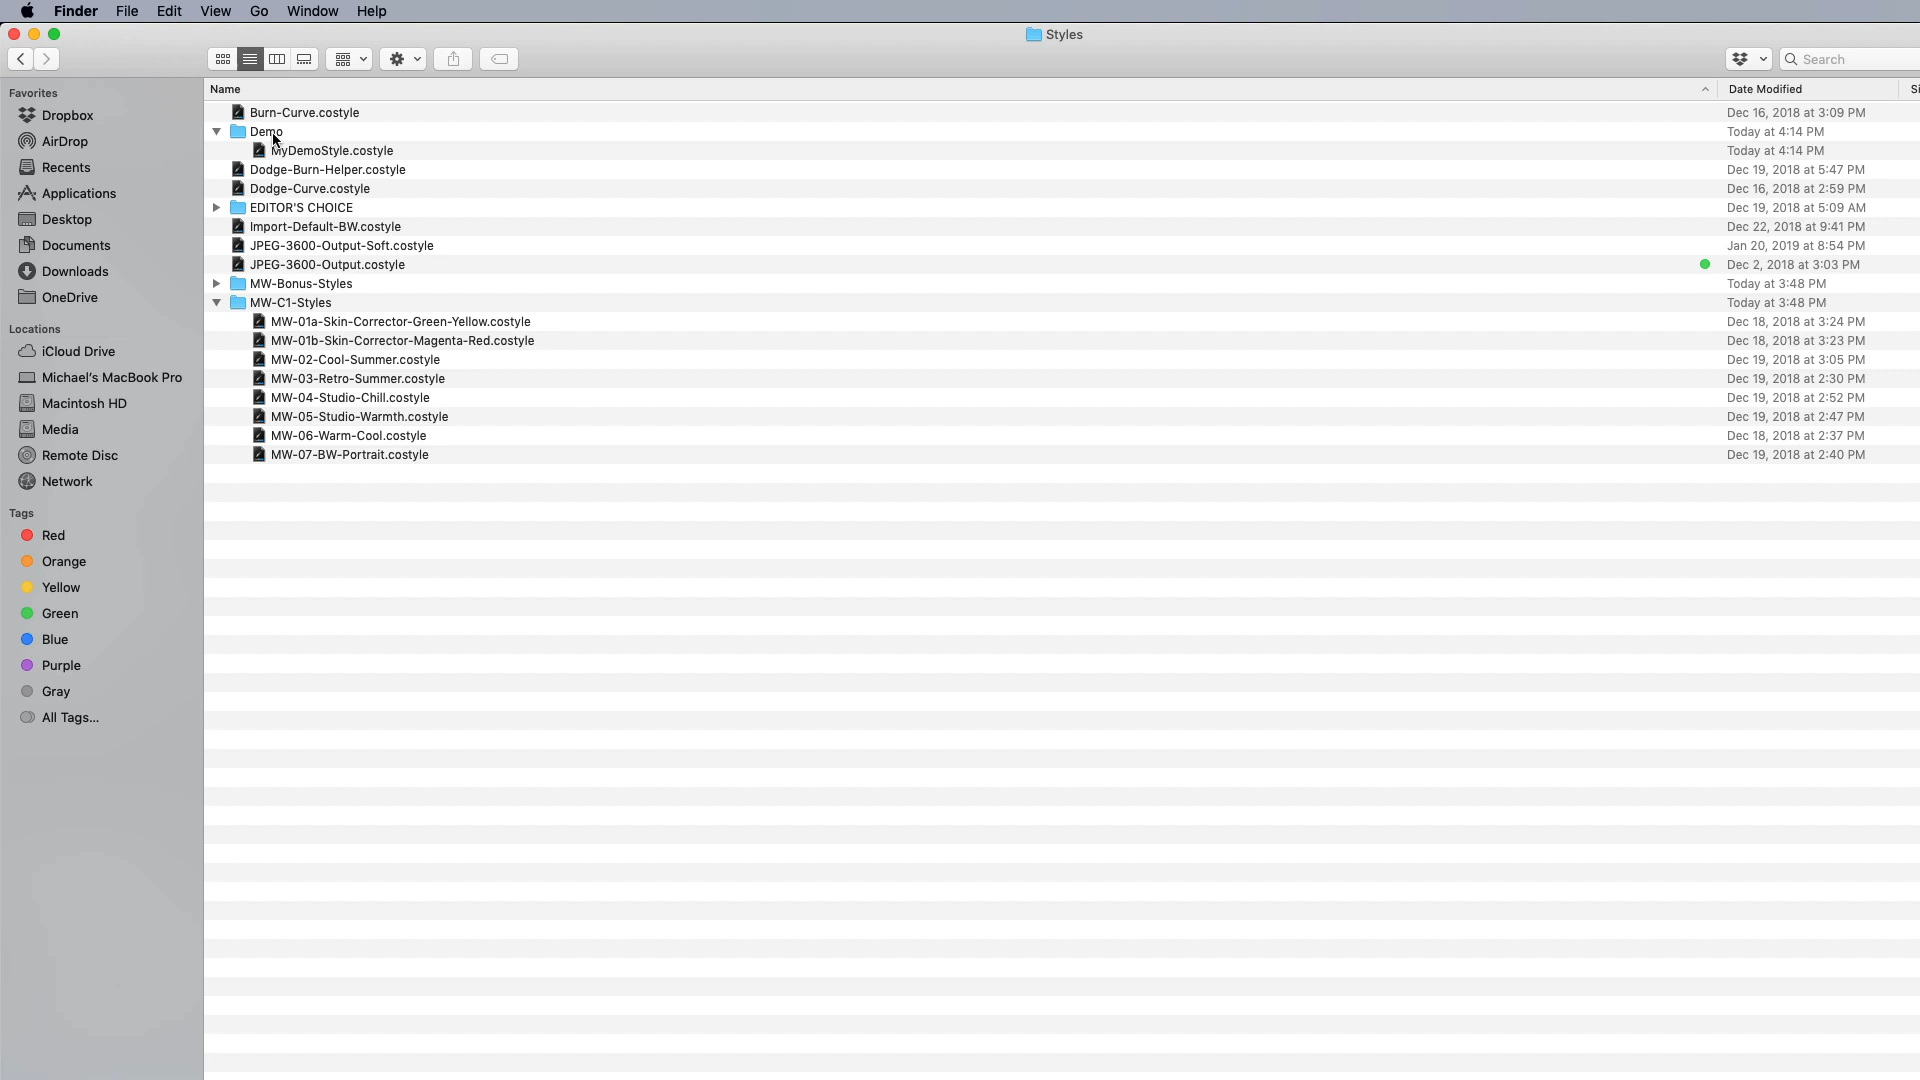 Finder File Edit View Go Window Help
Styles
Search
Favorites
Dropbox
AirDrop
Recents
Applications
Desktop
Documents
Downloads
OneDrive
Locations
iCloud Drive
Michael's MacBook Pro
Macintosh HD
Media
Remote Disc
Network
Tags
Red
Orange
Yellow
Green
Blue
Purple
Gray
All Tags...
Name Date Modified Si
Burn-Curve.costyle Dec 16, 2018 at 3:09 PM
Demo Today at 4:14 PM
MyDemoStyle.costyle Today at 4:14 PM
Dodge-Burn-Helper.costyle Dec 19, 2018 at 5:47 PM
Dodge-Curve.costyle Dec 16, 2018 at 2:59 PM
EDITOR'S CHOICE Dec 19, 2018 at 5:09 AM
Import-Default-BW.costyle Dec 22, 2018 at 9:41 PM
JPEG-3600-Output-Soft.costyle Jan 20, 2019 at 8:54 PM
JPEG-3600-Output.costyle Dec 2, 2018 at 3:03 PM
MW-Bonus-Styles Today at 3:48 PM
MW-C1-Styles Today at 3:48 PM
MW-01a-Skin-Corrector-Green-Yellow.costyle Dec 18, 2018 at 3:24 PM
MW-01b-Skin-Corrector-Magenta-Red.costyle Dec 18, 2018 at 3:23 PM
MW-02-Cool-Summer.costyle Dec 19, 2018 at 3:05 PM
MW-03-Retro-Summer.costyle Dec 19, 2018 at 2:30 PM
MW-04-Studio-Chill.costyle Dec 19, 2018 at 2:52 PM
MW-05-Studio-Warmth.costyle Dec 19, 2018 at 2:47 PM
MW-06-Warm-Cool.costyle Dec 18, 2018 at 2:37 PM
MW-07-BW-Portrait.costyle Dec 19, 2018 at 2:40 PM